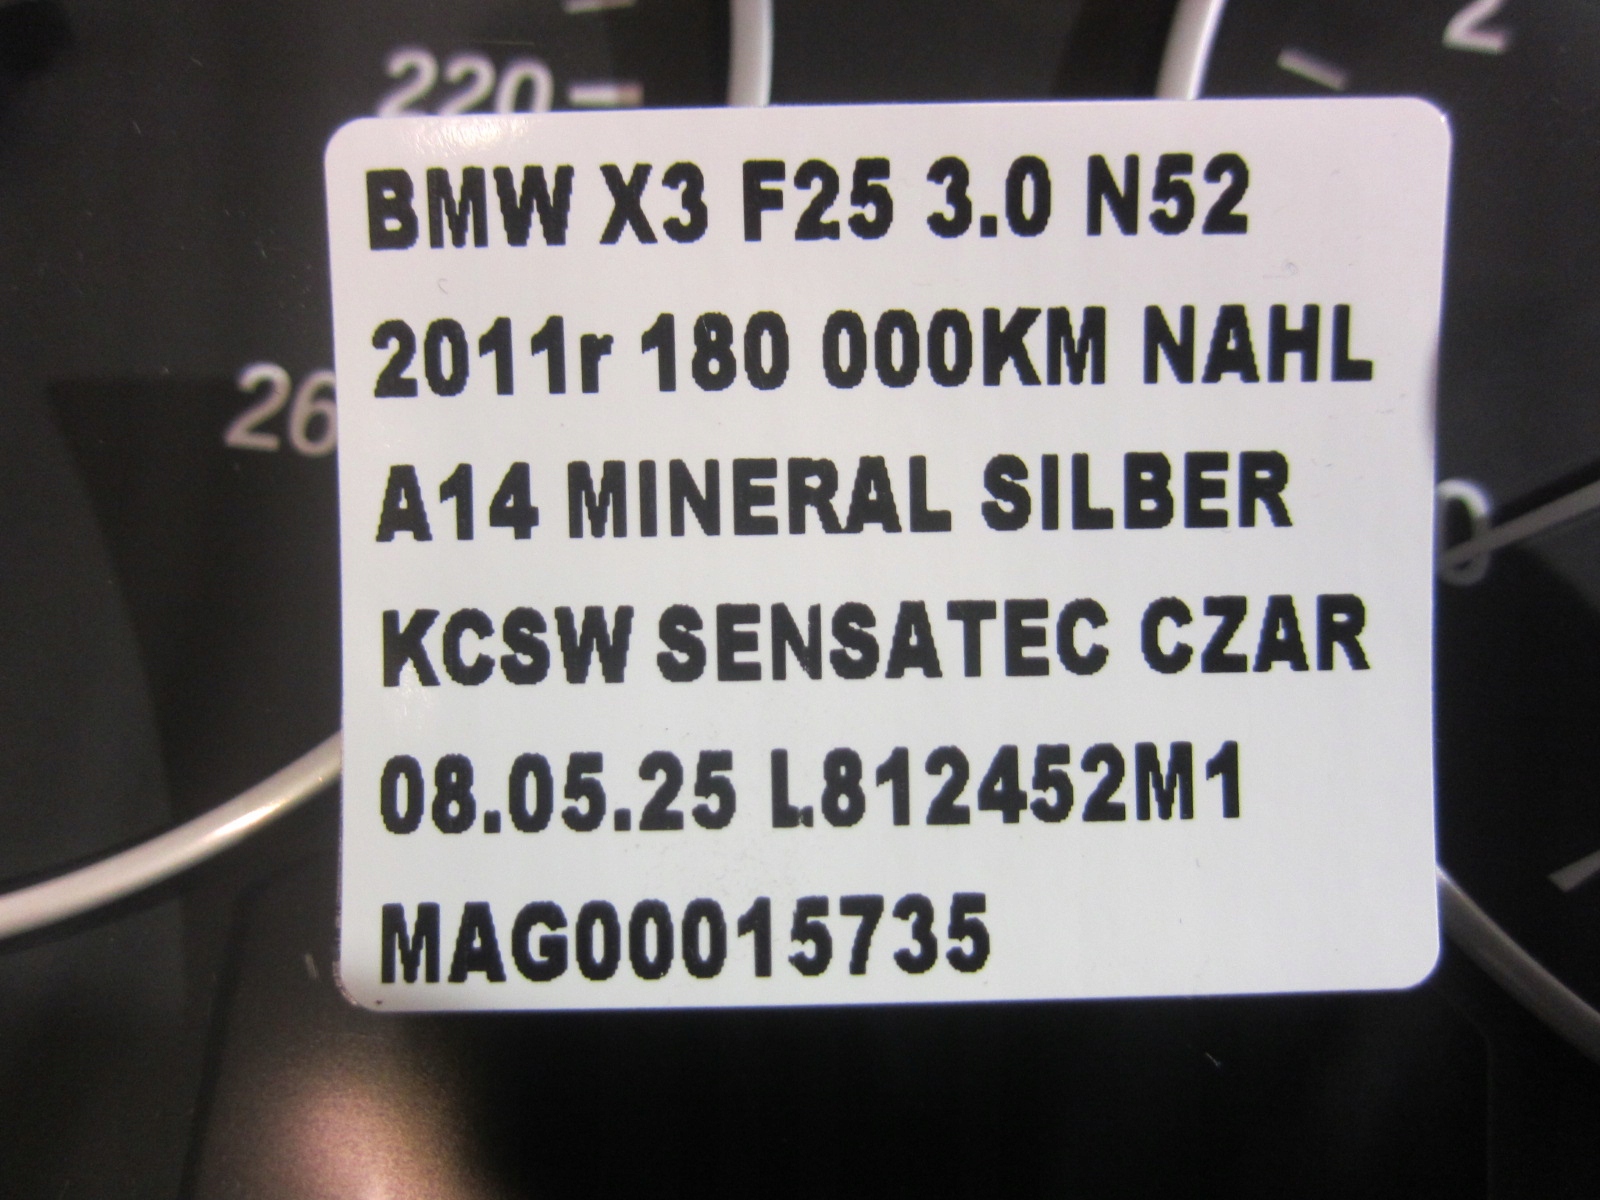 220
2
BMW X3 F25 3.0 N52
2011r 180 000KM NAHL
26
A14 MINERAL SILBER
0
KCSW SENSATEC CZAR
08.05.25 L812452M1
MAG00015735